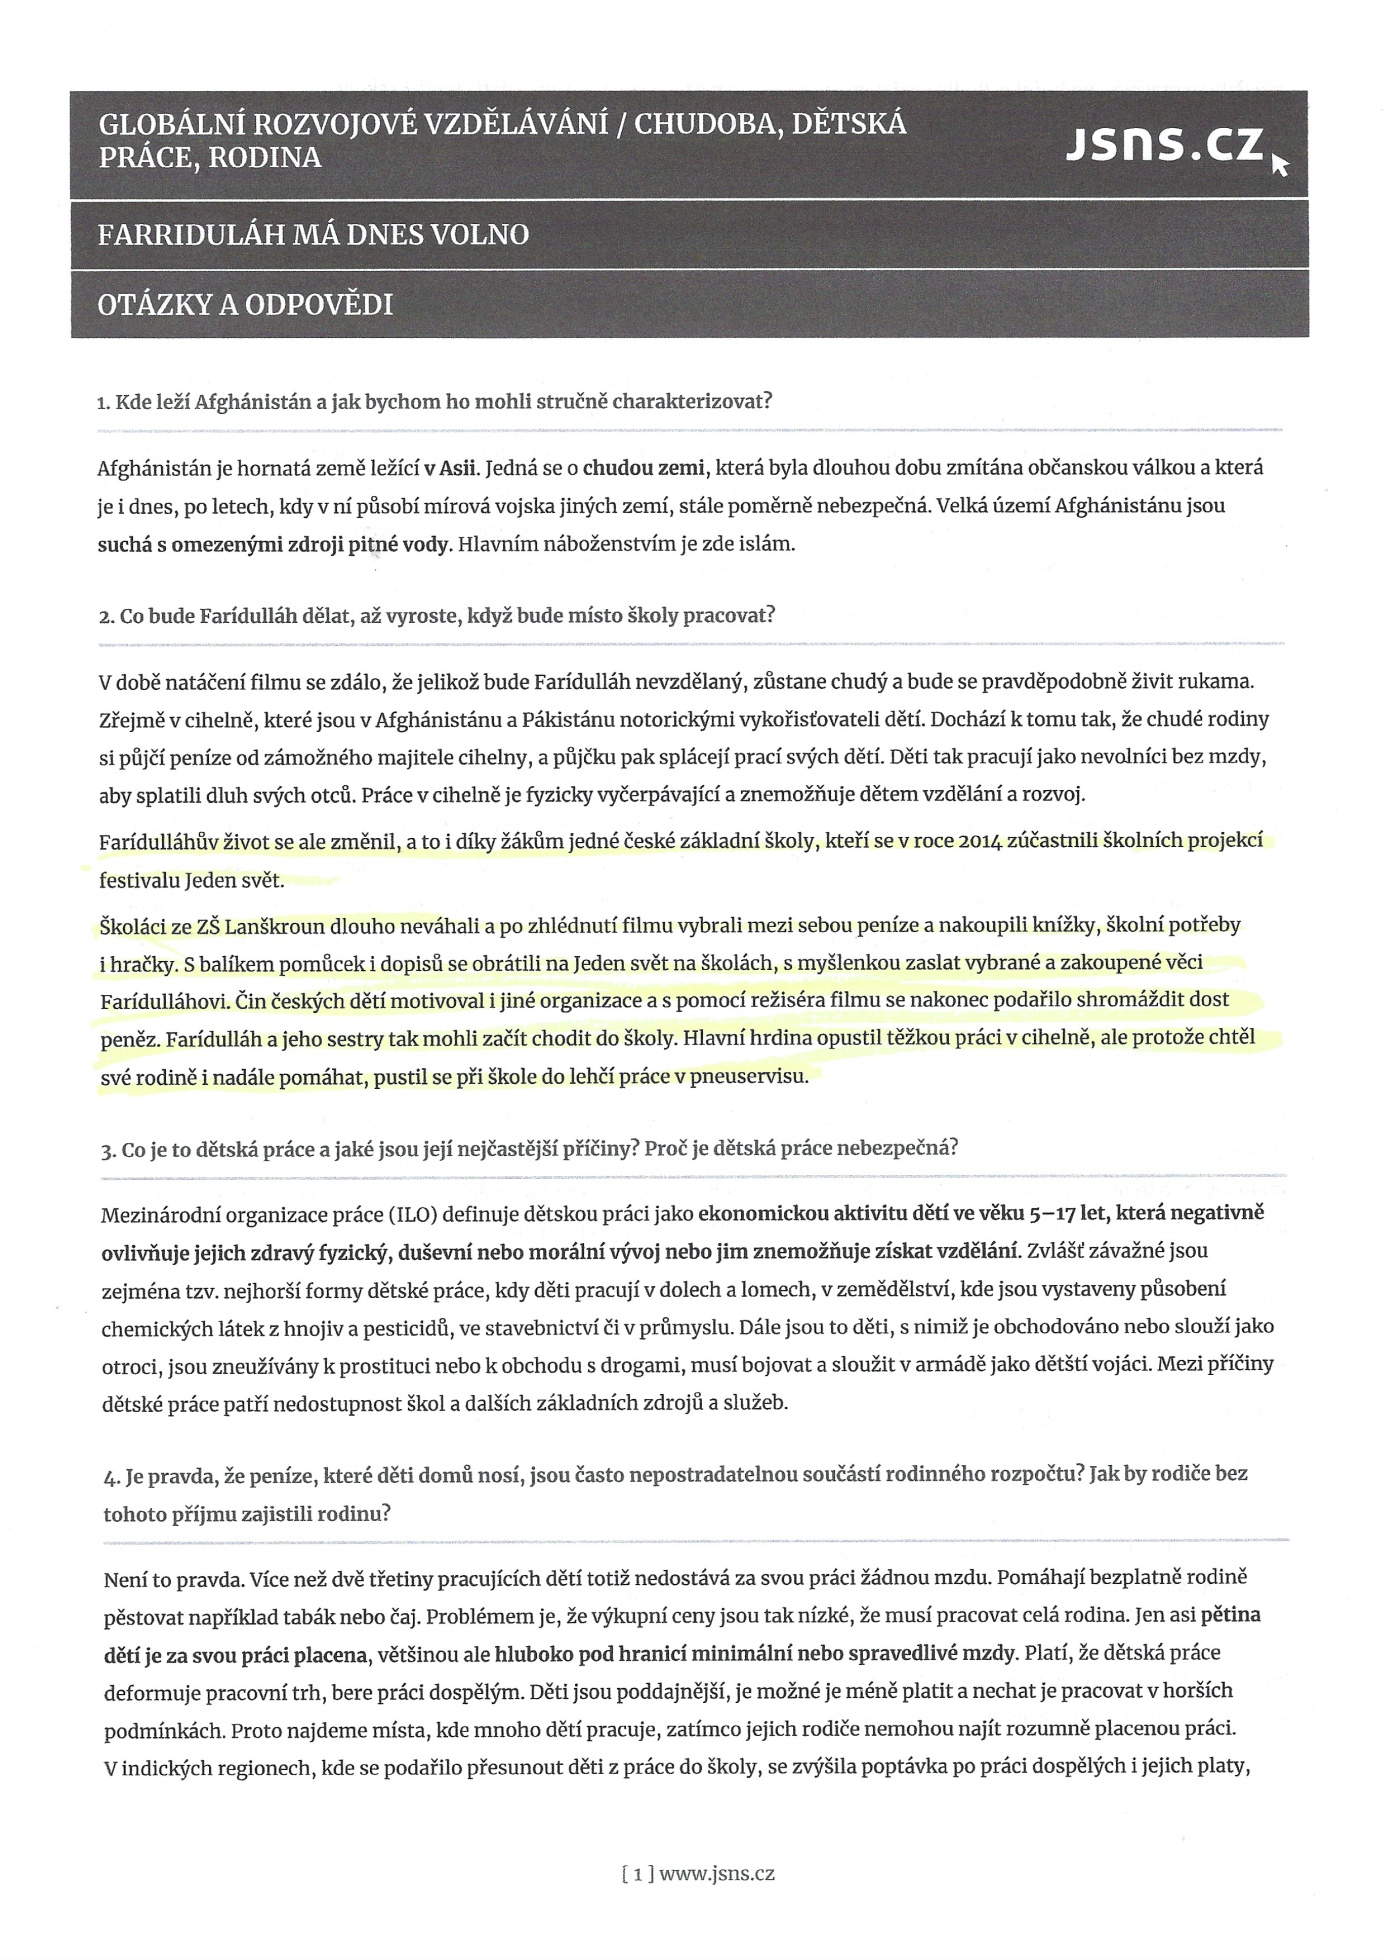 GLOBÁLNÍ ROZVOJOVÉ VZDĚLÁVÁNÍ / CHUDOBA, DĚTSKÁ
PRÁCE, RODINA
JSNS.CZ
FARRIDULÁH MÁ DNES VOLNO
OTÁZKY A ODPOVĚDI
1. Kde leží Afghánistán a jak bychom ho mohli stručně charakterizovat?
Afghánistán je hornatá země ležící v Asii. Jedná se o chudou zemi, která byla dlouhou dobu zmítána občanskou válkou a která
je i dnes, po letech, kdy v ní působí mírová vojska jiných zemí, stále poměrně nebezpečná. Velká území Afghánistánu jsou
suchá s omezenými zdroji pitné vody. Hlavním náboženstvím je zde islám.
2. Co bude Farídulláh dělat, až vyroste, když bude místo školy pracovat?
V době natáčení filmu se zdálo, že jelikož bude Farídulláh nevzdělaný, zůstane chudý a bude se pravděpodobně živit rukama.
Zřejmě v cihelně, které jsou v Afghánistánu a Pákistánu notorickými vykořisťovateli dětí. Dochází k tomu tak, že chudé rodiny
si půjčí peníze od zámožného majitele cihelny, a půjčku pak splácejí prací svých dětí. Děti tak pracují jako nevolníci bez mzdy,
aby splatili dluh svých otců. Práce v cihelně je fyzicky vyčerpávající a znemožňuje dětem vzdělání a rozvoj.
Farídulláhův život se ale změnil, a to i díky žákům jedné české základní školy, kteří se v roce 2014 zúčastnili školních projekcí
festivalu Jeden svět.
Školáci ze ZŠ Lanškroun dlouho neváhali a po zhlédnutí filmu vybrali mezi sebou peníze a nakoupili knížky, školní potřeby
i hračky. S balíkem pomůcek i dopisů se obrátili na Jeden svět na školách, s myšlenkou zaslat vybrané a zakoupené věci
Farídulláhovi. Čin českých dětí motivoval i jiné organizace a s pomocí režiséra filmu se nakonec podařilo shromáždit dost
peněz. Farídulláh a jeho sestry tak mohli začít chodit do školy. Hlavní hrdina opustil těžkou práci v cihelně, ale protože chtěl
své rodině i nadále pomáhat, pustil se při škole do lehčí práce v pneuservisu.
3. Co je to dětská práce a jaké jsou její nejčastější příčiny? Proč je dětská práce nebezpečná?
Mezinárodní organizace práce (ILO) definuje dětskou práci jako ekonomickou aktivitu dětí ve věku 5–17 let, která negativně
ovlivňuje jejich zdravý fyzický, duševní nebo morální vývoj nebo jim znemožňuje získat vzdělání. Zvlášť závažné jsou
zejména tzv. nejhorší formy dětské práce, kdy děti pracují v dolech a lomech, v zemědělství, kde jsou vystaveny působení
chemických látek z hnojiv a pesticidů, ve stavebnictví či v průmyslu. Dále jsou to děti, s nimiž je obchodováno nebo slouží jako
otroci, jsou zneužívány k prostituci nebo k obchodu s drogami, musí bojovat a sloužit v armádě jako dětští vojáci. Mezi příčiny
dětské práce patří nedostupnost škol a dalších základních zdrojů a služeb.
4. Je pravda, že peníze, které děti domů nosí, jsou často nepostradatelnou součástí rodinného rozpočtu? Jak by rodiče bez
tohoto příjmu zajistili rodinu?
Není to pravda. Více než dvě třetiny pracujících dětí totiž nedostává za svou práci žádnou mzdu. Pomáhají bezplatně rodině
pěstovat například tabák nebo čaj. Problémem je, že výkupní ceny jsou tak nízké, že musí pracovat celá rodina. Jen asi pětina
dětí je za svou práci placena, většinou ale hluboko pod hranicí minimální nebo spravedlivé mzdy. Platí, že dětská práce
deformuje pracovní trh, bere práci dospělým. Děti jsou poddajnější, je možné je méně platit a nechat je pracovat v horších
podmínkách. Proto najdeme místa, kde mnoho dětí pracuje, zatímco jejich rodiče nemohou najít rozumně placenou práci.
V indických regionech, kde se podařilo přesunout děti z práce do školy, se zvýšila poptávka po práci dospělých i jejich platy,
[ 1 ] www.jsns.cz